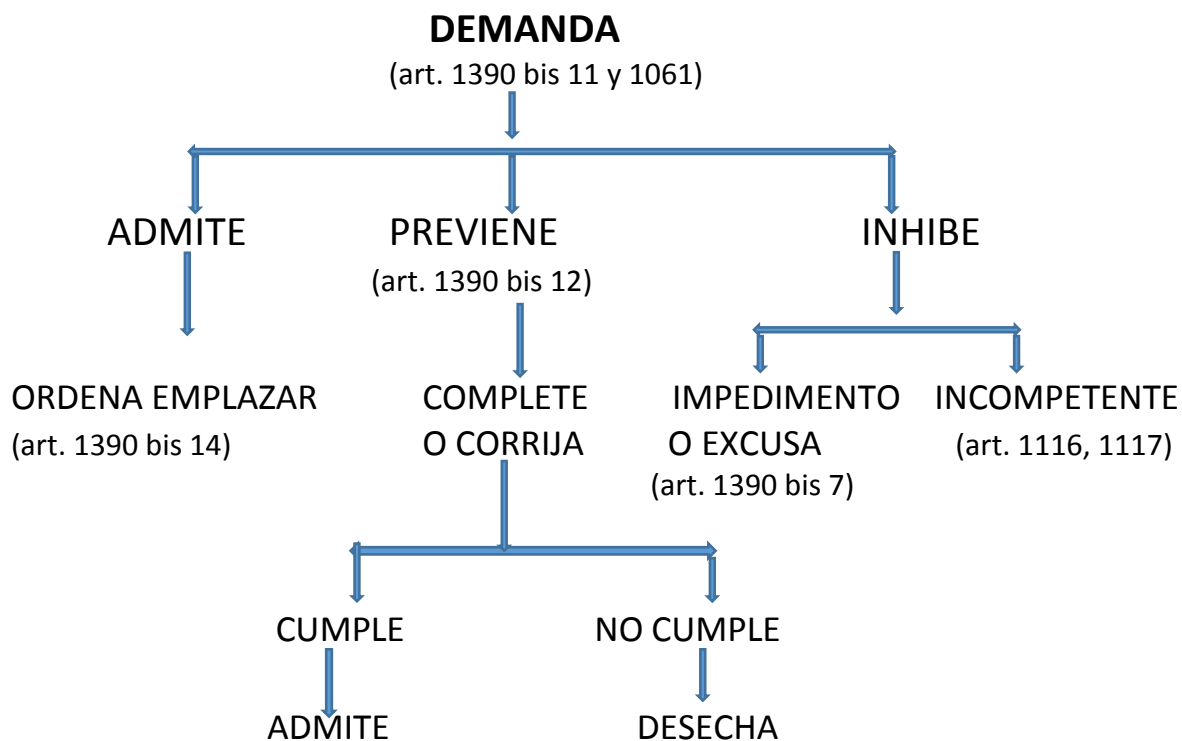 DEMANDA
(art. 1390 bis 11 y 1061)
ADMITE
PREVIENE
INHIBE
(art. 1390 bis 12)
ORDENA EMPLAZAR
(art. 1390 bis 14)
COMPLETE
O CORRIJA
IMPEDIMENTO
O EXCUSA
(art. 1390 bis 7)
INCOMPETENTE
(art. 1116, 1117)
CUMPLE
NO CUMPLE
ADMITE
DESECHA